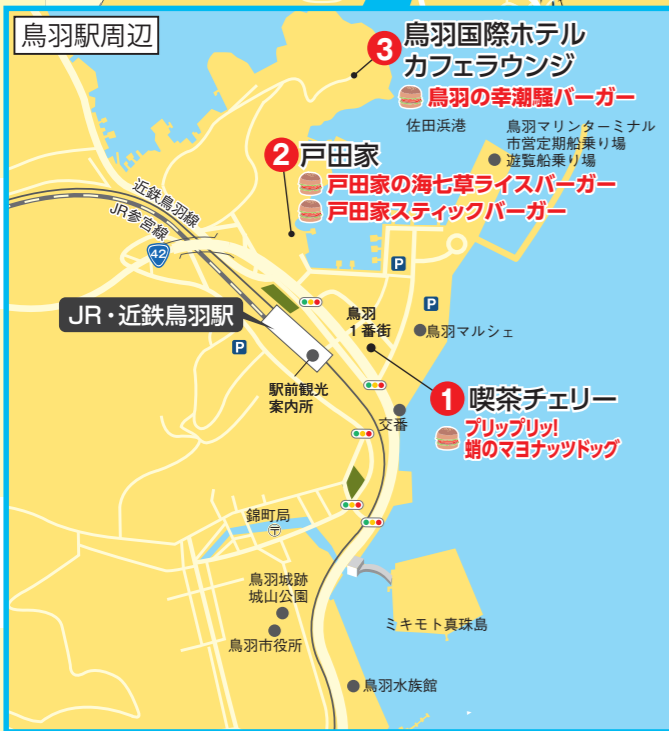 鳥羽駅周辺
3 鳥羽国際ホテル
カフェラウンジ
鳥羽の幸潮騒バーガー
佐田浜港
鳥羽マリンターミナル
市営定期船乗り場
遊覧船乗り場
2 戸田家
戸田家の海七草ライスバーガー
戸田家スティックバーガー
近鉄鳥羽線
JR参宮線
42
P
JR・近鉄鳥羽駅
鳥羽
1番街
P
鳥羽マルシェ
P
駅前観光
案内所
1 喫茶チェリー
プリップリッ!
蛸のマヨナッツドッグ
交番
錦町局
〒
鳥羽城跡
城山公園
鳥羽市役所
ミキモト真珠島
鳥羽水族館